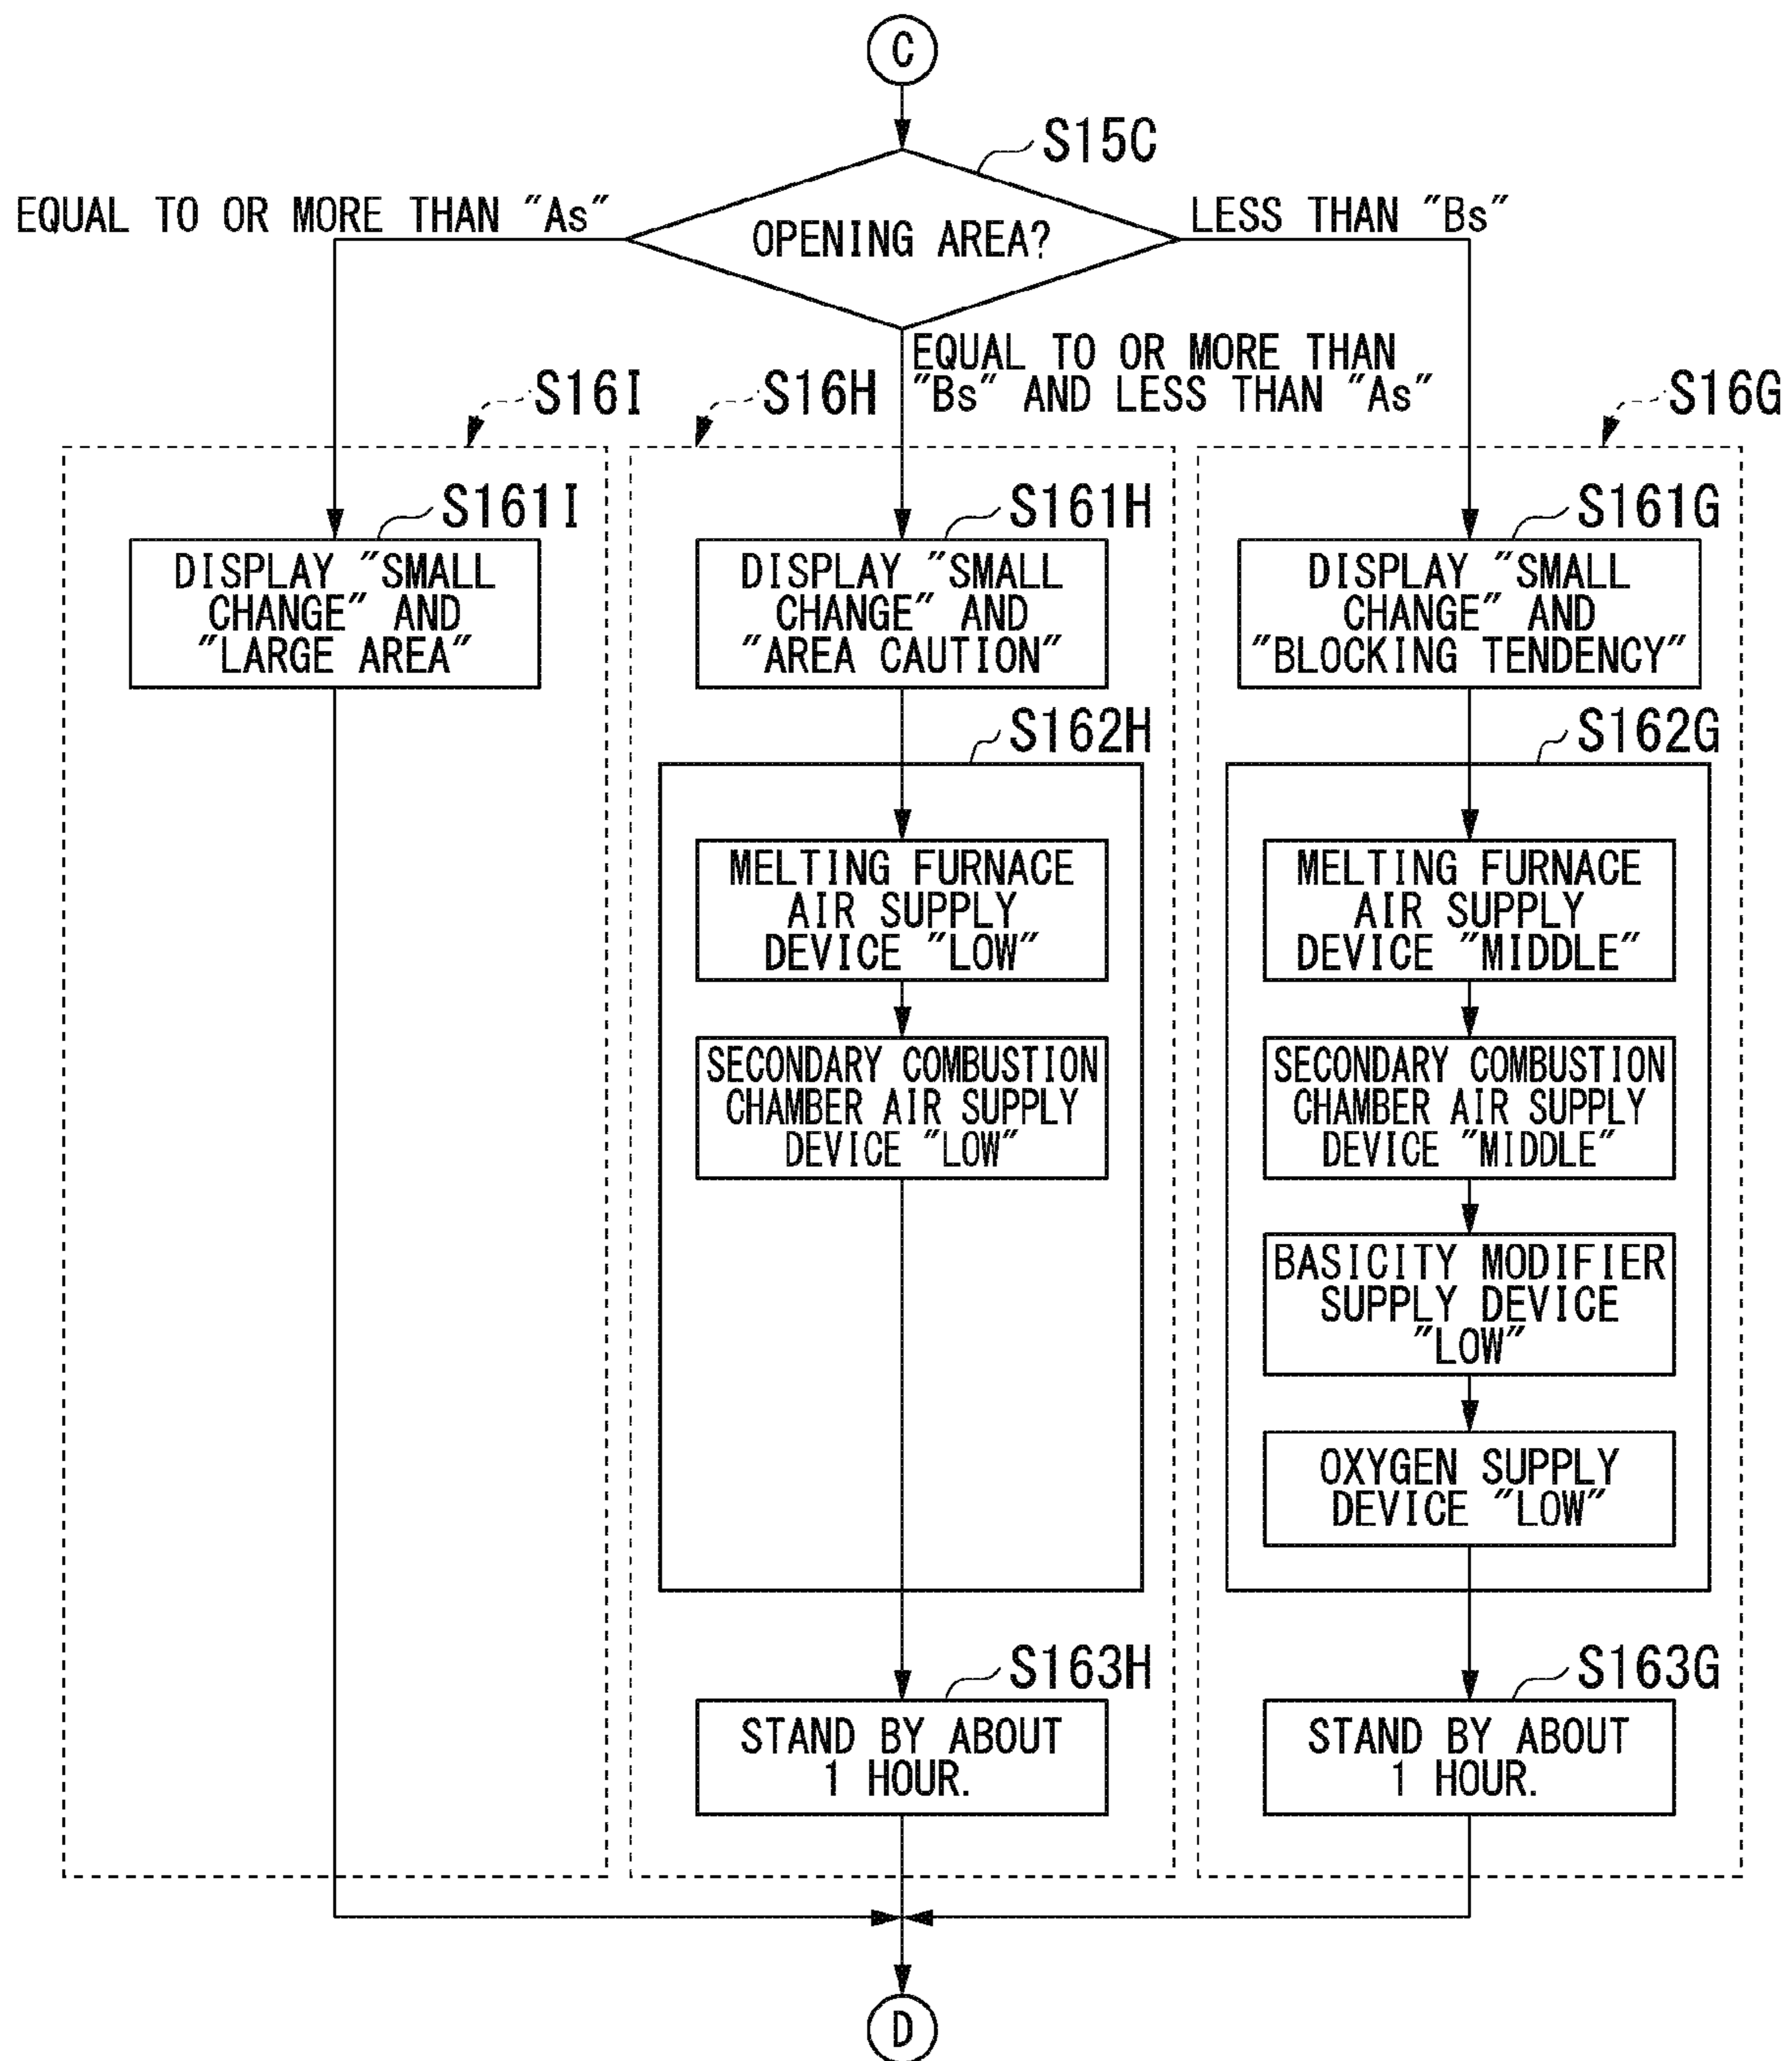 C
S15C
EQUAL TO OR MORE THAN "As"
OPENING AREA?
LESS THAN "Bs"
EQUAL TO OR MORE THAN
"Bs" AND LESS THAN "As"
S16I
S16H
S16G
S161I
DISPLAY "SMALL
CHANGE" AND
"LARGE AREA"
S161H
DISPLAY "SMALL
CHANGE" AND
"AREA CAUTION"
S161G
DISPLAY "SMALL
CHANGE" AND
"BLOCKING TENDENCY"
S162H
MELTING FURNACE
AIR SUPPLY
DEVICE "LOW"
SECONDARY COMBUSTION
CHAMBER AIR SUPPLY
DEVICE "LOW"
S162G
MELTING FURNACE
AIR SUPPLY
DEVICE "MIDDLE"
SECONDARY COMBUSTION
CHAMBER AIR SUPPLY
DEVICE "MIDDLE"
BASICITY MODIFIER
SUPPLY DEVICE
"LOW"
OXYGEN SUPPLY
DEVICE "LOW"
S163H
STAND BY ABOUT
1 HOUR.
S163G
STAND BY ABOUT
1 HOUR.
D